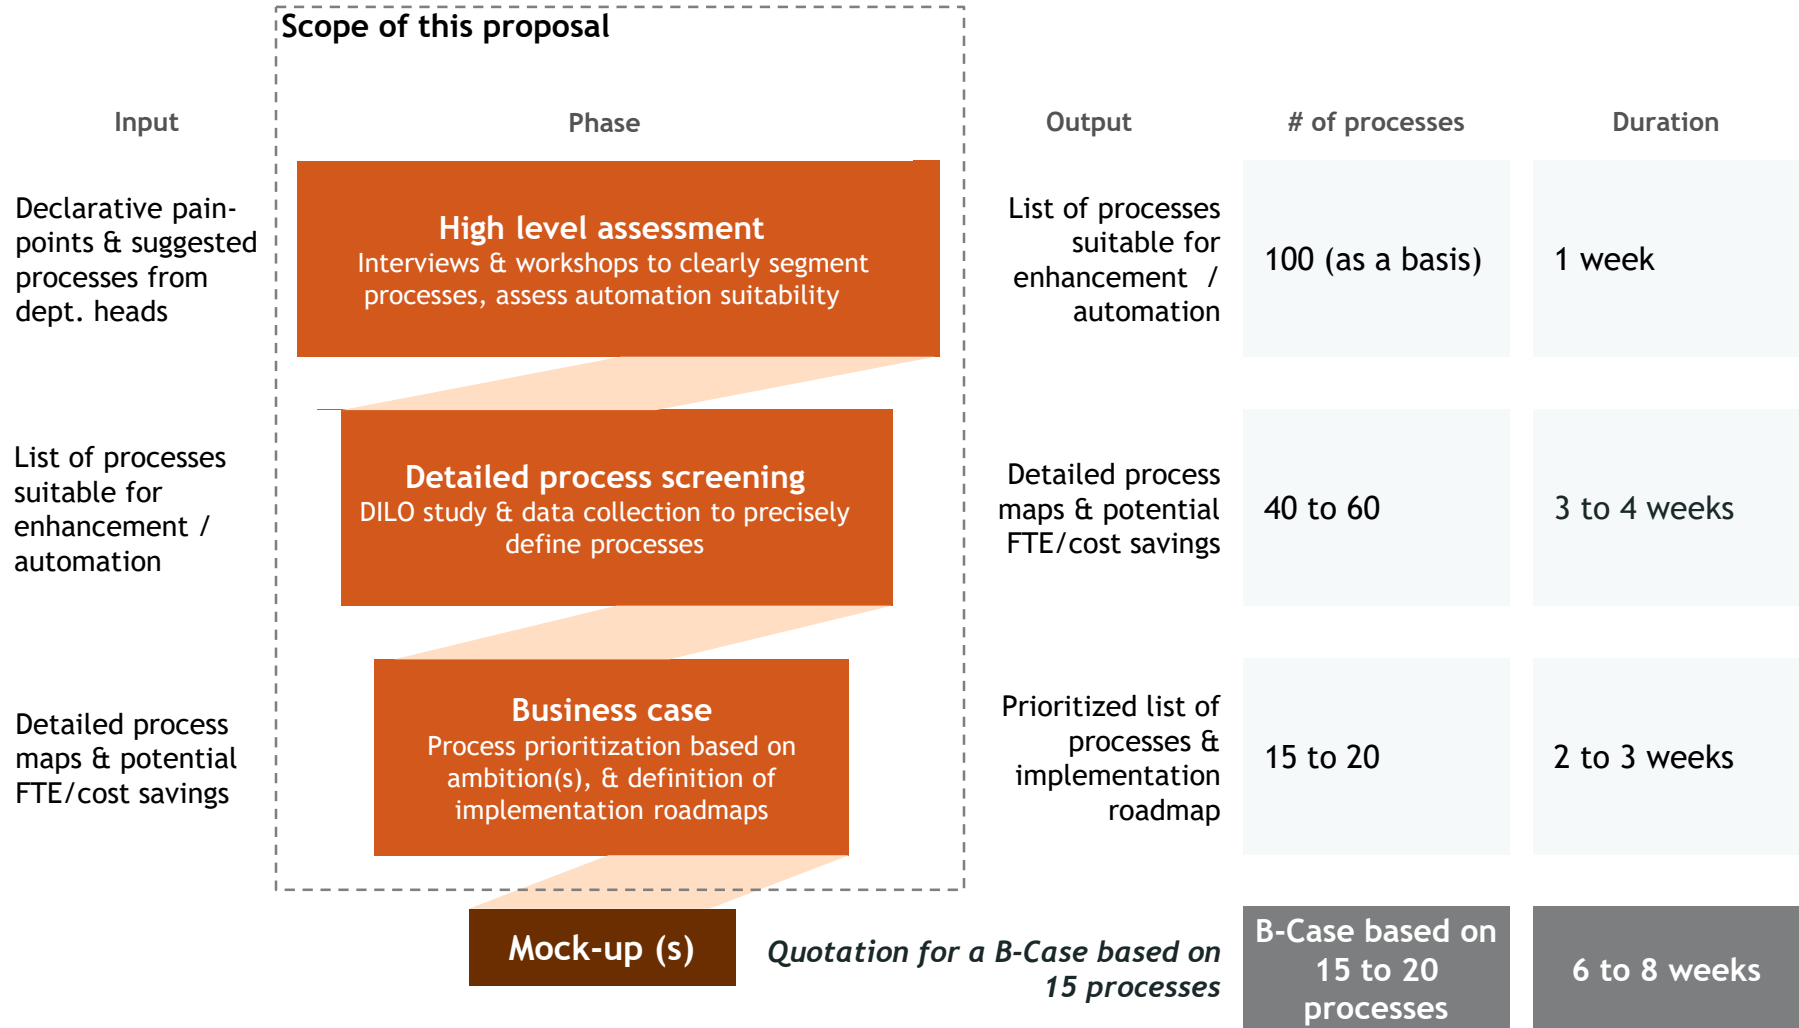 Scope of this proposal
Input
Phase
Output
# of processes
Duration
Declarative pain-
points & suggested
processes from
dept. heads
High level assessment
Interviews & workshops to clearly segment
processes, assess automation suitability
List of processes
suitable for
enhancement /
automation
100 (as a basis)
1 week
List of processes
suitable for
enhancement /
automation
Detailed process screening
DILO study & data collection to precisely
define processes
Detailed process
maps & potential
FTE/cost savings
40 to 60
3 to 4 weeks
Detailed process
maps & potential
FTE/cost savings
Business case
Process prioritization based on
ambition(s), & definition of
implementation roadmaps
Prioritized list of
processes &
implementation
roadmap
15 to 20
2 to 3 weeks
Mock-up (s)
Quotation for a B-Case based on
15 processes
B-Case based on
15 to 20
processes
6 to 8 weeks